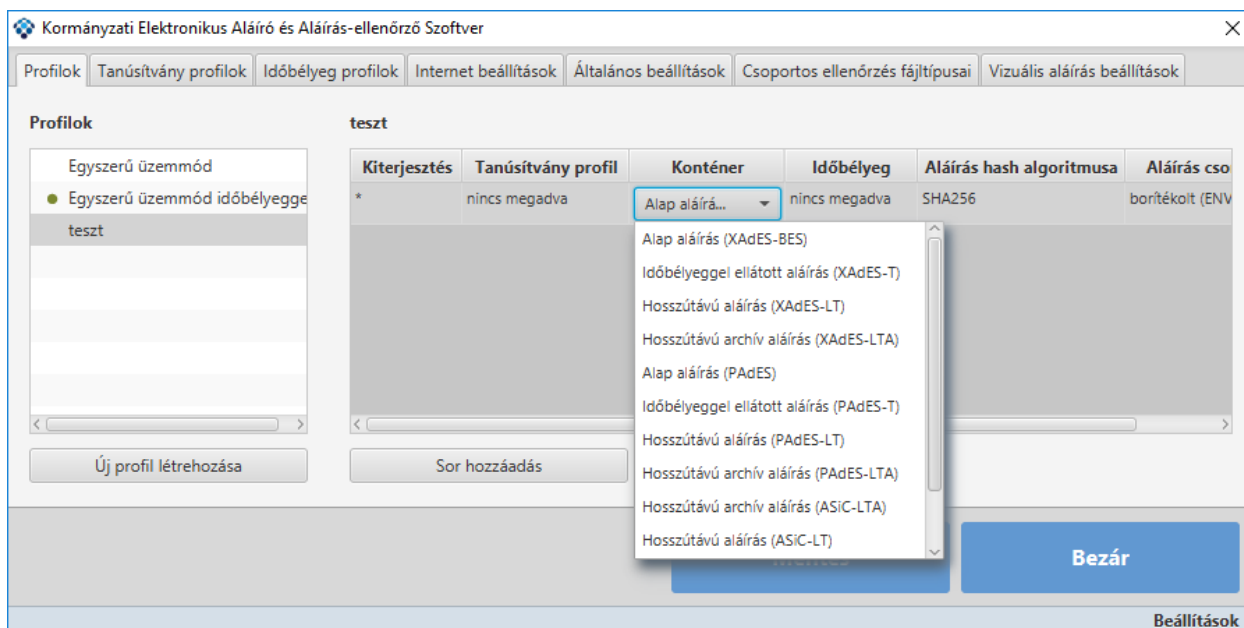 Kormányzati Elektronikus Aláíró és Aláírás-ellenőrző Szoftver
Profilok Tanúsítvány profilok Időbélyeg profilok Internet beállítások Általános beállítások Csoportos ellenőrzés fájltípusai Vizuális aláírás beállítások
Profilok
Egyszerű üzemmód
Egyszerű üzemmód időbélyegge
teszt
Új profil létrehozása
teszt
Kiterjesztés Tanúsítvány profil Konténer Időbélyeg Aláírás hash algoritmusa Aláírás cso
* nincs megadva Alap aláírá... nincs megadva SHA256 borítékolt (ENV
Alap aláírás (XAdES-BES)
Időbélyeggel ellátott aláírás (XAdES-T)
Hosszútávú aláírás (XAdES-LT)
Hosszútávú archív aláírás (XAdES-LTA)
Alap aláírás (PAdES)
Időbélyeggel ellátott aláírás (PAdES-T)
Hosszútávú aláírás (PAdES-LT)
Hosszútávú archív aláírás (PAdES-LTA)
Hosszútávú archív aláírás (ASiC-LTA)
Hosszútávú aláírás (ASiC-LT)
Sor hozzáadás
Bezár
Beállítások